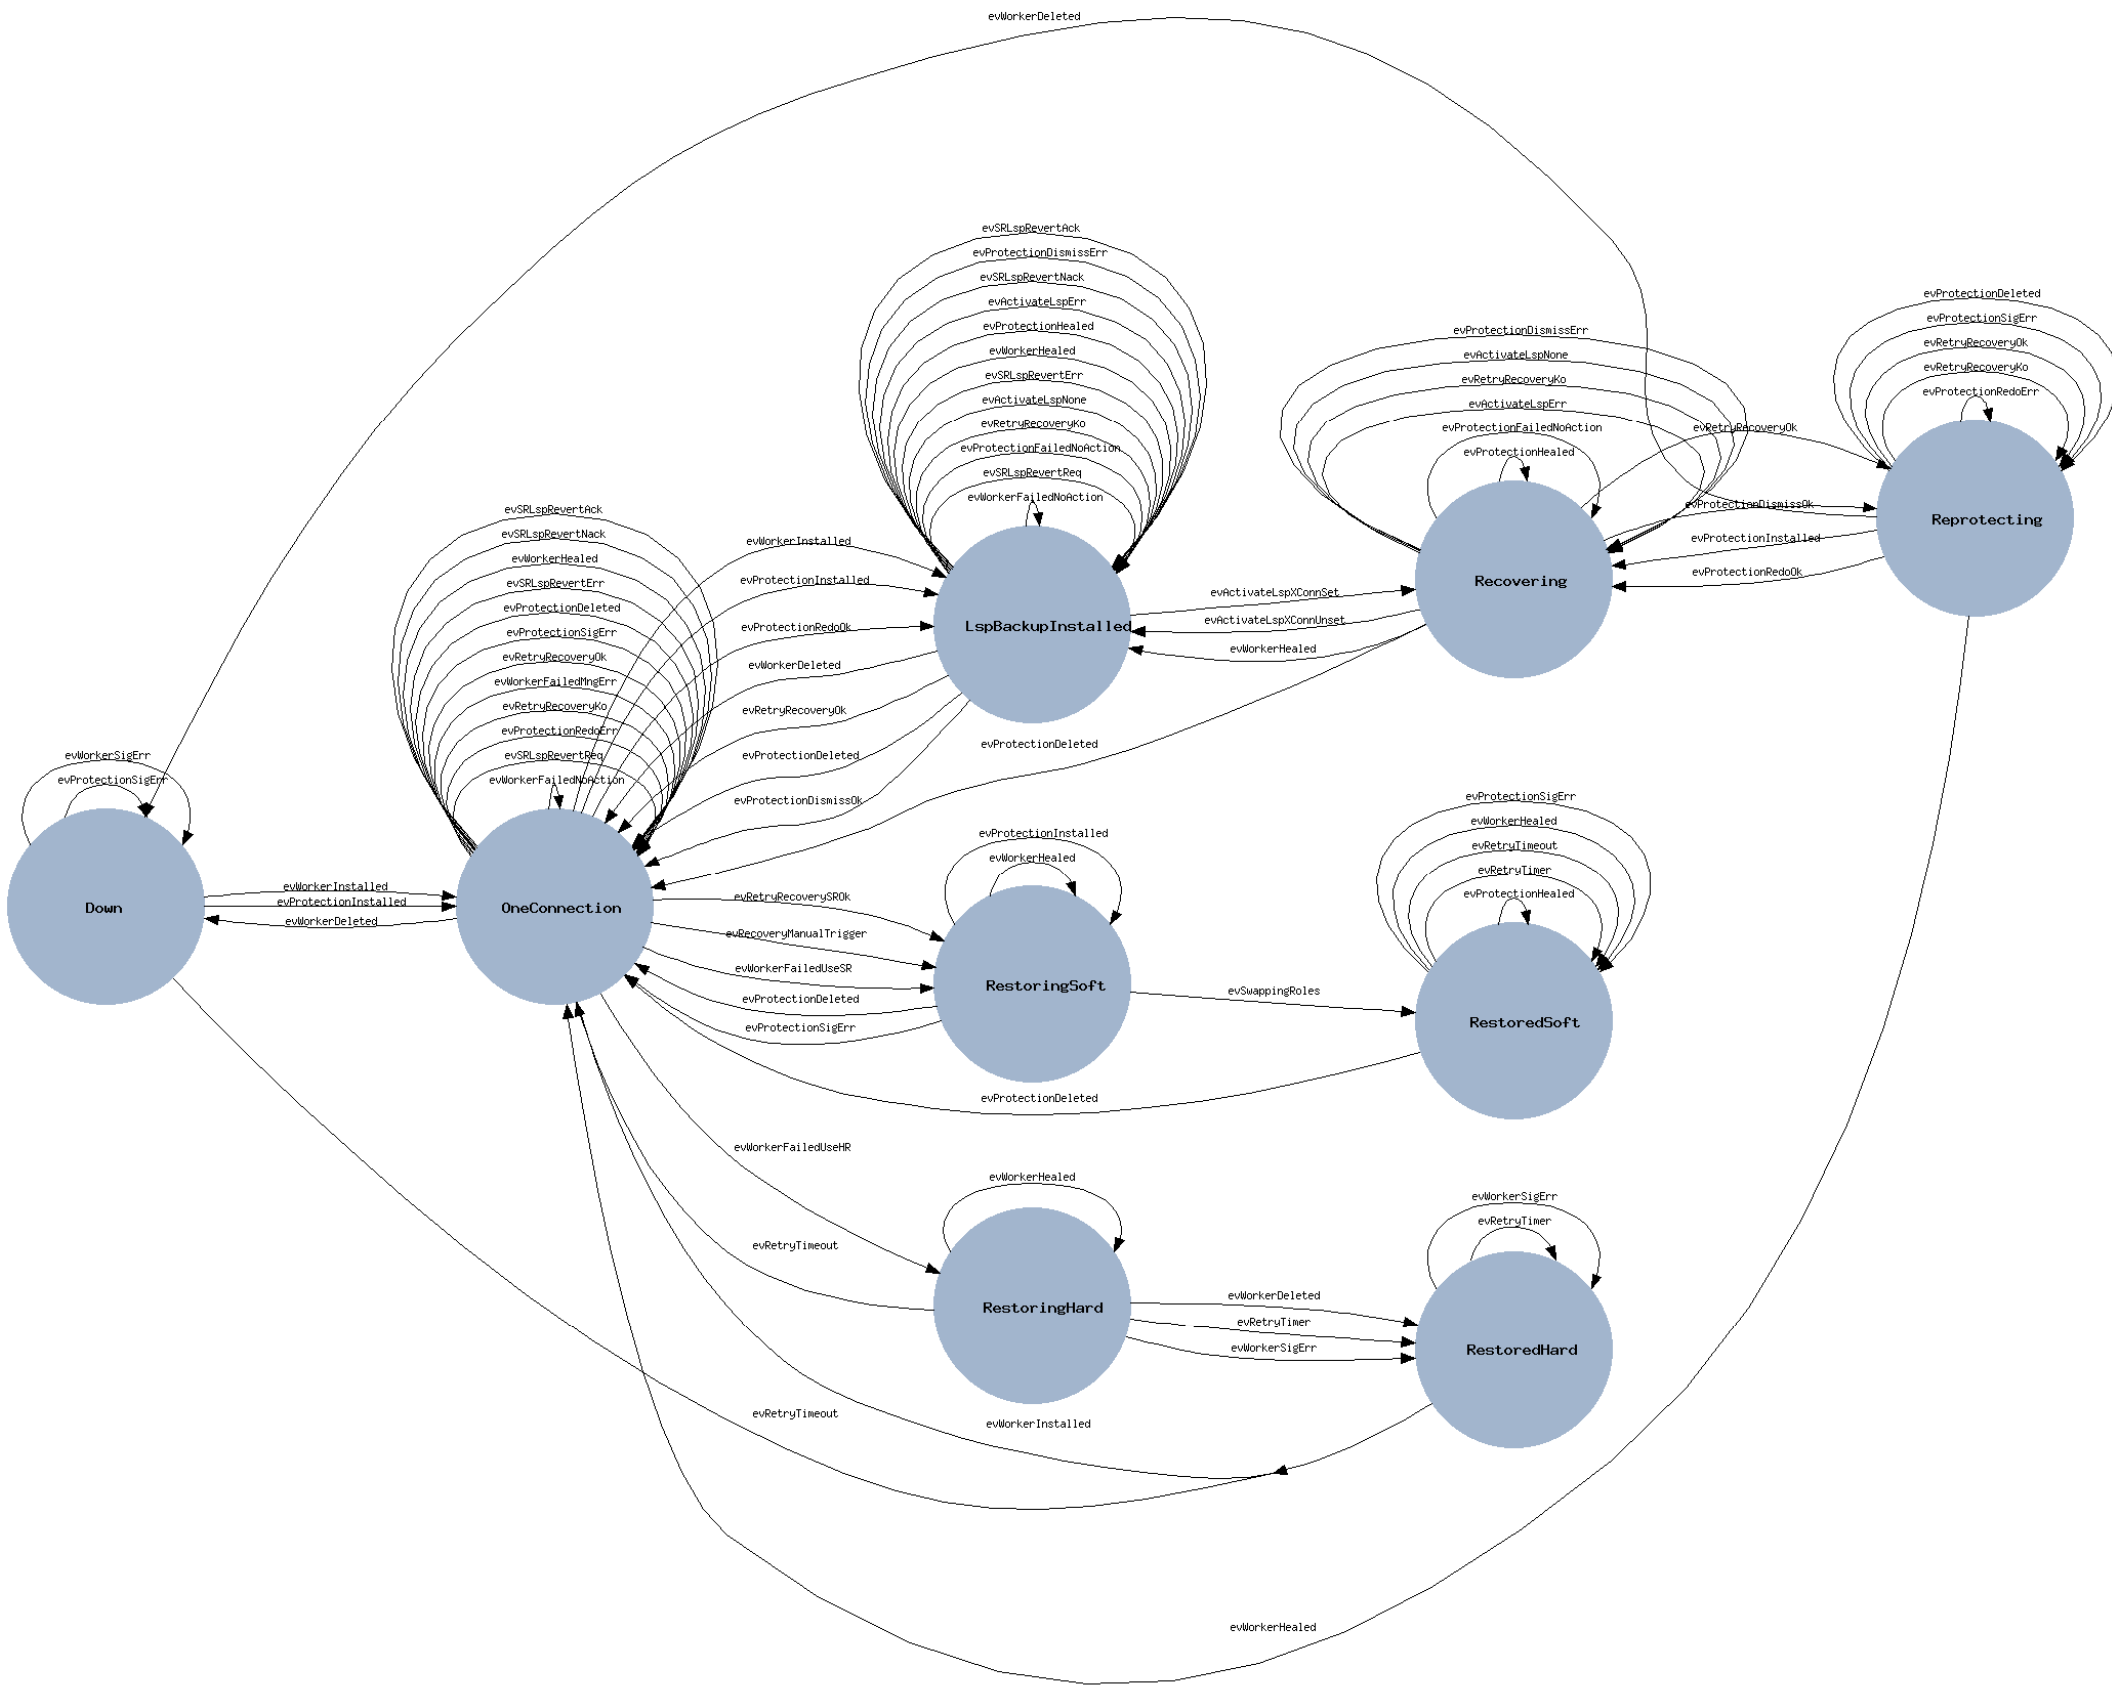 evWorkerDeleted
evSRLspRevertAck
evProtectionDismissErr
evSRLspRevertNack
evActivateLspErr
evProtectionHealed
evWorkerHealed
evSRLspRevertErr
evActivateLspNone
evRetryRecoveryKo
evProtectionFailedNoAction
evSRLspRevertReq
evWorkerFailedNoAction
LspBackupInstalled
evProtectionDismissErr
evActivateLspNone
evRetryRecoveryKo
evActivateLspErr
evProtectionFailedNoAction
evProtectionHealed
Recovering
evProtectionDeleted
evProtectionSigErr
evRetryRecoveryOk
evRetryRecoveryKo
evProtectionRedoErr
Reprotecting
evRetryRecoveryOk
evProtectionDismissOk
evProtectionInstalled
evProtectionRedoOk
evSRLspRevertAck
evSRLspRevertNack
evWorkerHealed
evSRLspRevertErr
evProtectionDeleted
evProtectionSigErr
evRetryRecoveryOk
evWorkerFailedMngErr
evRetryRecoveryKo
evProtectionRedoErr
evSRLspRevertReq
evWorkerFailedNoAction
OneConnection
evWorkerInstalled
evProtectionInstalled
evProtectionRedoOk
evWorkerDeleted
evRetryRecoveryOk
evProtectionDeleted
evProtectionDismissOk
evActivateLspXConnSet
evActivateLspXConnUnset
evWorkerHealed
evProtectionDeleted
evWorkerSigErr
evProtectionSigErr
Down
evWorkerInstalled
evProtectionInstalled
evWorkerDeleted
evRetryRecoverySROk
evRecoveryManualTrigger
evWorkerFailedUseSR
evProtectionDeleted
evProtectionSigErr
evProtectionInstalled
evWorkerHealed
RestoringSoft
evSwappingRoles
evProtectionSigErr
evWorkerHealed
evRetryTimeout
evRetryTimer
evProtectionHealed
RestoredSoft
evProtectionDeleted
evWorkerFailedUseHR
evRetryTimeout
evWorkerHealed
RestoringHard
evWorkerDeleted
evRetryTimer
evWorkerSigErr
evWorkerSigErr
evRetryTimer
RestoredHard
evRetryTimeout
evWorkerInstalled
evWorkerHealed